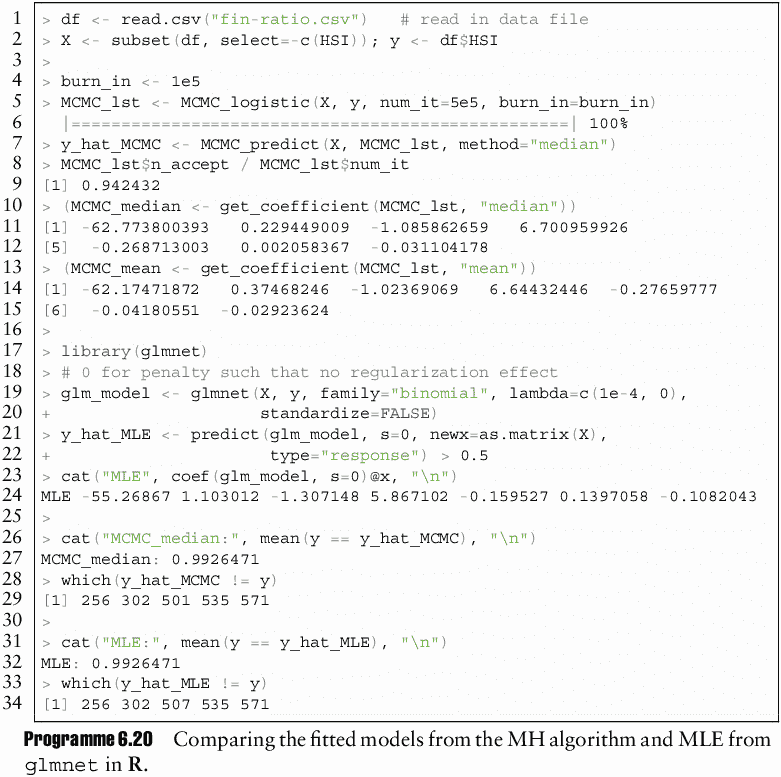 1 > df <- read.csv("fin-ratio.csv")   # read in data file
2 > X <- subset(df, select=-c(HSI)); y <- df$HSI
3 >
4 > burn_in <- 1e5
5 > MCMC_lst <- MCMC_logistic(X, y, num_it=5e5, burn_in=burn_in)
6   |==================================================| 100%
7 > y_hat_MCMC <- MCMC_predict(X, MCMC_lst, method="median")
8 > MCMC_lst$n_accept / MCMC_lst$num_it
9 [1] 0.942432
10 > (MCMC_median <- get_coefficient(MCMC_lst, "median"))
11 [1] -62.773800393   0.229449009  -1.085862659   6.700959926
12 [5]  -0.268713003   0.002058367  -0.031104178
13 > (MCMC_mean <- get_coefficient(MCMC_lst, "mean"))
14 [1] -62.17471872   0.37468246  -1.02369069   6.64432446  -0.27659777
15 [6]  -0.04180551  -0.02923624
16 >
17 > library(glmnet)
18 > # 0 for penalty such that no regularization effect
19 > glm_model <- glmnet(X, y, family="binomial", lambda=c(1e-4, 0),
20 +                     standardize=FALSE)
21 > y_hat_MLE <- predict(glm_model, s=0, newx=as.matrix(X),
22 +                      type="response") > 0.5
23 > cat("MLE", coef(glm_model, s=0)@x, "\n")
24 MLE -55.26867 1.103012 -1.307148 5.867102 -0.159527 0.1397058 -0.1082043
25 >
26 > cat("MCMC_median:", mean(y == y_hat_MCMC), "\n")
27 MCMC_median: 0.9926471
28 > which(y_hat_MCMC != y)
29 [1] 256 302 501 535 571
30 >
31 > cat("MLE:", mean(y == y_hat_MLE), "\n")
32 MLE: 0.9926471
33 > which(y_hat_MLE != y)
34 [1] 256 302 507 535 571
Programme 6.20 Comparing the fitted models from the MH algorithm and MLE from
glmnet in R.